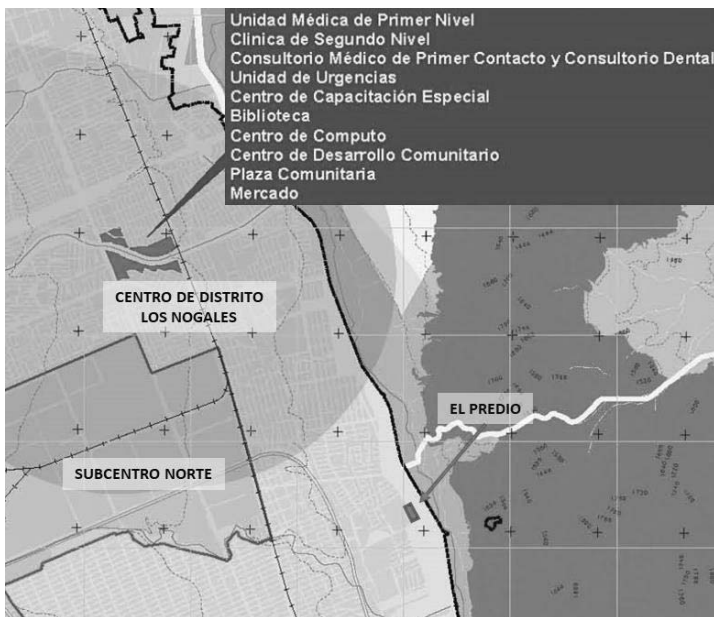 Unidad Médica de Primer Nivel
Clinica de Segundo Nivel
Consultorio Médico de Primer Contacto y Consultorio Dental
Unidad de Urgencias
Centro de Capacitación Especial
Biblioteca
Centro de Computo
Centro de Desarrollo Comunitario
Plaza Comunitaria
Mercado
CENTRO DE DISTRITO
LOS NOGALES
EL PREDIO
SUBCENTRO NORTE